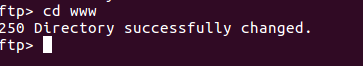 ftp> cd www
250 Directory successfully changed.
ftp>